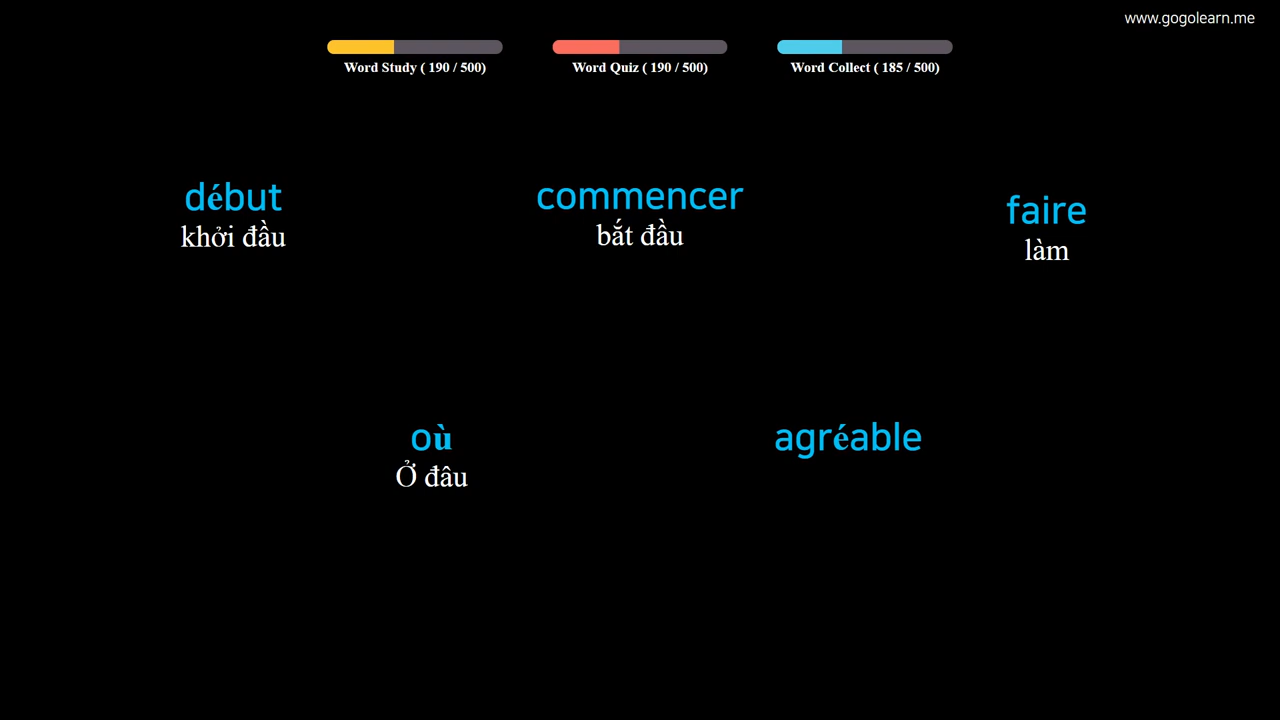 www.gogolearn.me
Word Study ( 190 / 500)
Word Quiz ( 190 / 500)
Word Collect ( 185 / 500)
début
khởi đầu
commencer
bắt đầu
faire
làm
où
Ở đâu
agréable